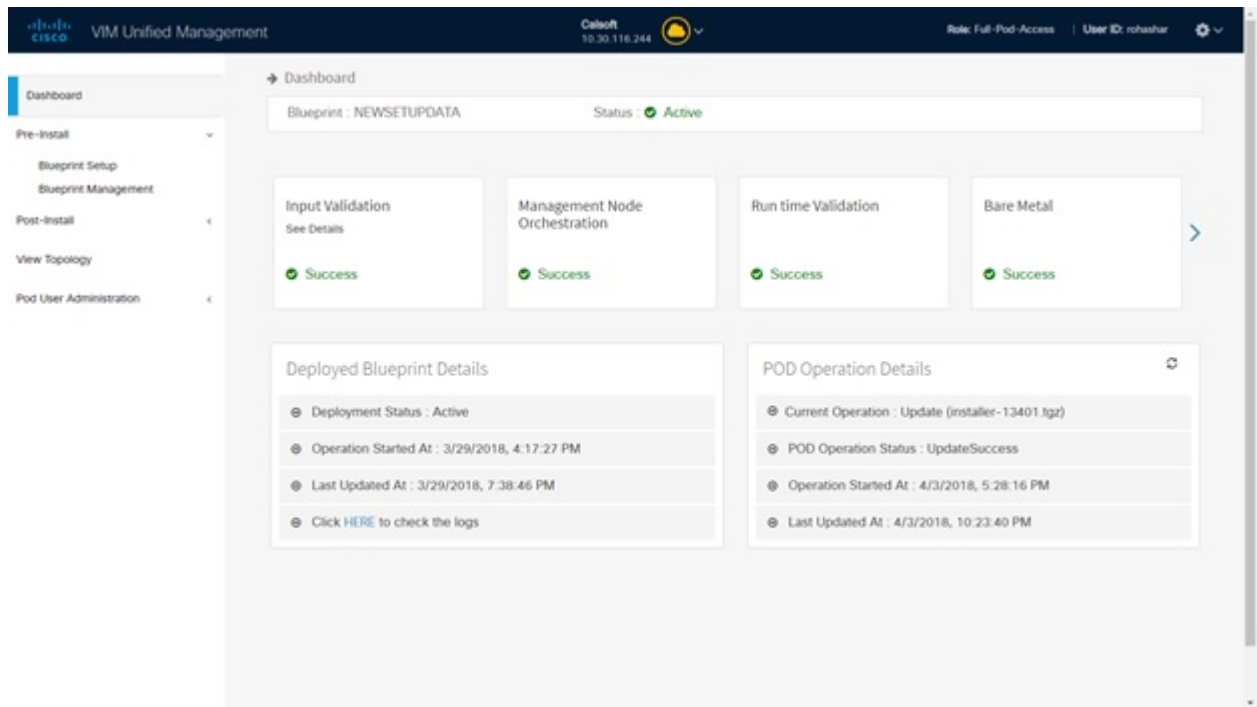 CISCO
VIM Unified Management
Calsoft
10.30.116.244
Role: Full-Pod-Access | User ID: rohashar
Dashboard
Pre-Install
Blueprint Setup
Blueprint Management
Post-Install
View Topology
Pod User Administration
Dashboard
Blueprint : NEWSETUPDATA
Status : Active
Input Validation
See Details
Success
Management Node
Orchestration
Success
Run time Validation
Success
Bare Metal
Success
Deployed Blueprint Details
Deployment Status : Active
Operation Started At : 3/29/2018, 4:17:27 PM
Last Updated At : 3/29/2018, 7:38:46 PM
Click HERE to check the logs
POD Operation Details
Current Operation : Update (installer-13401.tgz)
POD Operation Status : UpdateSuccess
Operation Started At : 4/3/2018, 5:28:16 PM
Last Updated At : 4/3/2018, 10:23:40 PM